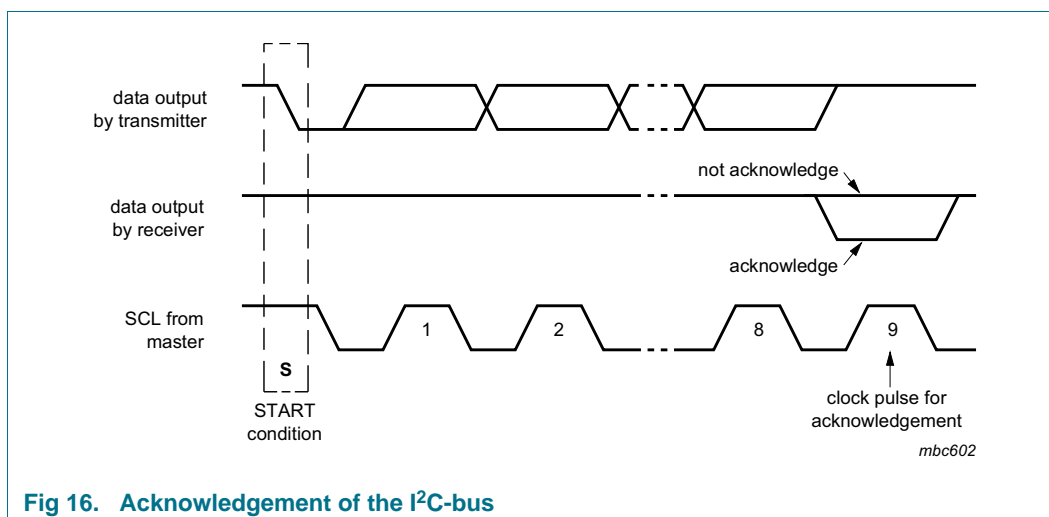 data output
by transmitter
not acknowledge
data output
by receiver
acknowledge
SCL from
master
1
2
8
9
S
START
condition
clock pulse for
acknowledgement
mbc602
Fig 16. Acknowledgement of the I²C-bus